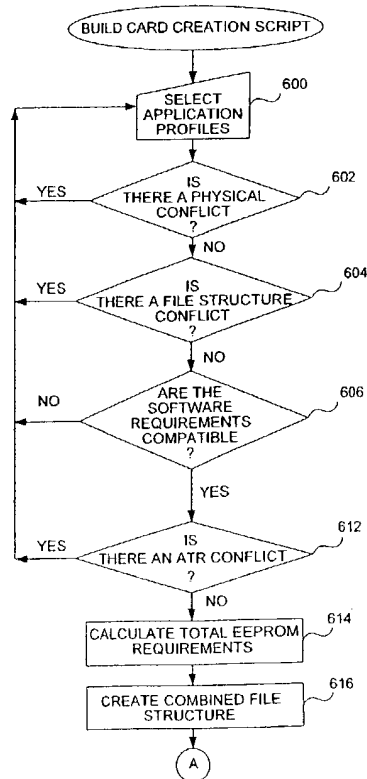 BUILD CARD CREATION SCRIPT
600
SELECT
APPLICATION
PROFILES
YES
IS
THERE A PHYSICAL
CONFLICT
?
602
NO
YES
IS
THERE A FILE STRUCTURE
CONFLICT
?
604
NO
NO
ARE THE
SOFTWARE
REQUIREMENTS
COMPATIBLE
?
606
YES
YES
IS
THERE AN ATR CONFLICT
?
612
NO
CALCULATE TOTAL EEPROM
REQUIREMENTS
614
CREATE COMBINED FILE
STRUCTURE
616
A